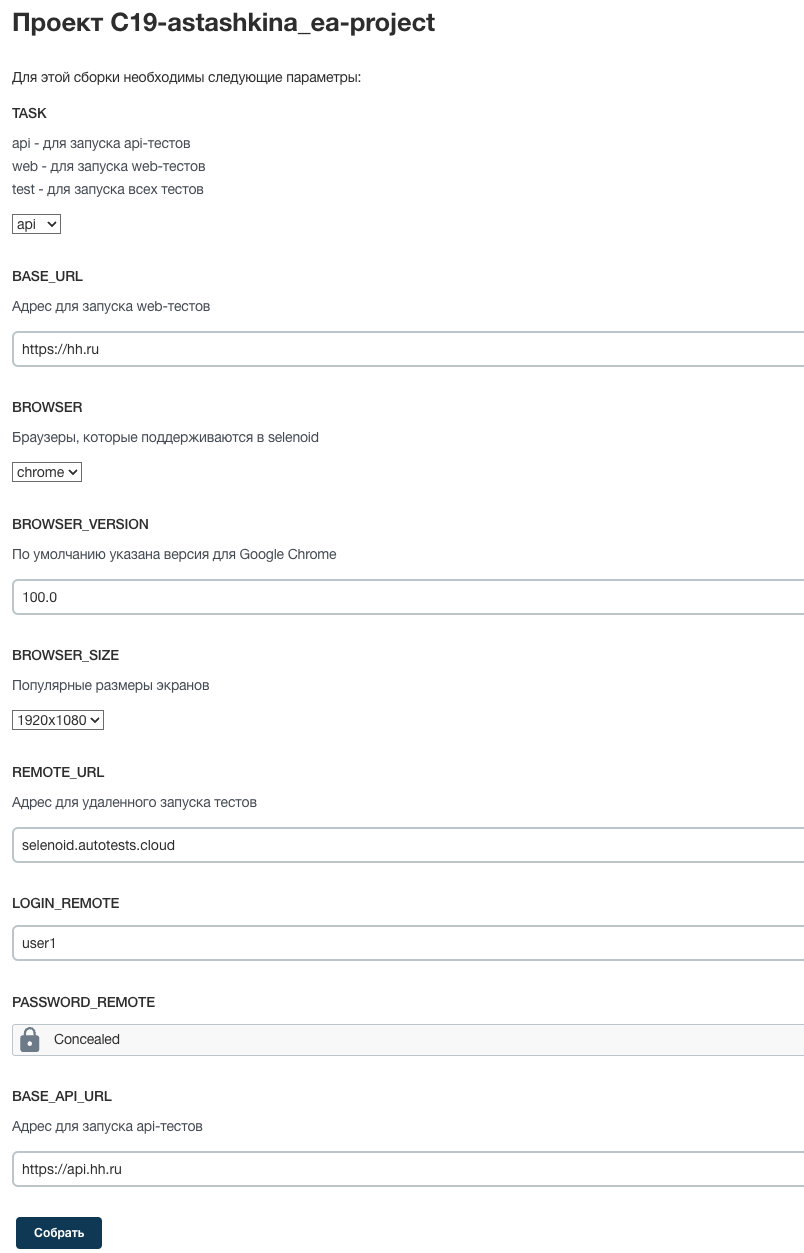 Проект C19-astashkina_ea-project
Для этой сборки необходимы следующие параметры:
TASK
api - для запуска api-тестов
web - для запуска web-тестов
test - для запуска всех тестов
api
BASE_URL
Адрес для запуска web-тестов
https://hh.ru
BROWSER
Браузеры, которые поддерживаются в selenoid
chrome
BROWSER_VERSION
По умолчанию указана версия для Google Chrome
100.0
BROWSER_SIZE
Популярные размеры экранов
1920x1080
REMOTE_URL
Адрес для удаленного запуска тестов
selenoid.autotests.cloud
LOGIN_REMOTE
user1
PASSWORD_REMOTE
Concealed
BASE_API_URL
Адрес для запуска api-тестов
https://api.hh.ru
Собрать